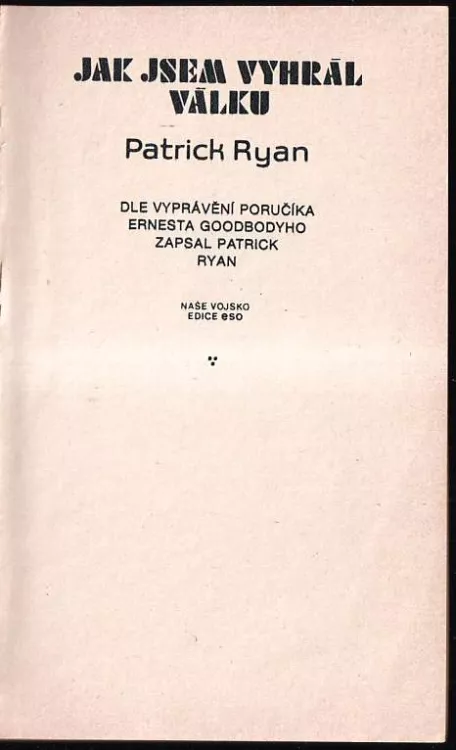 JAK JSEM VYHRÁL
VÁLKU
Patrick Ryan
DLE VYPRÁVĚNÍ PORUČÍKA
ERNESTA GOODBODYHO
ZAPSAL PATRICK
RYAN
NAŠE VOJSKO
EDICE eso